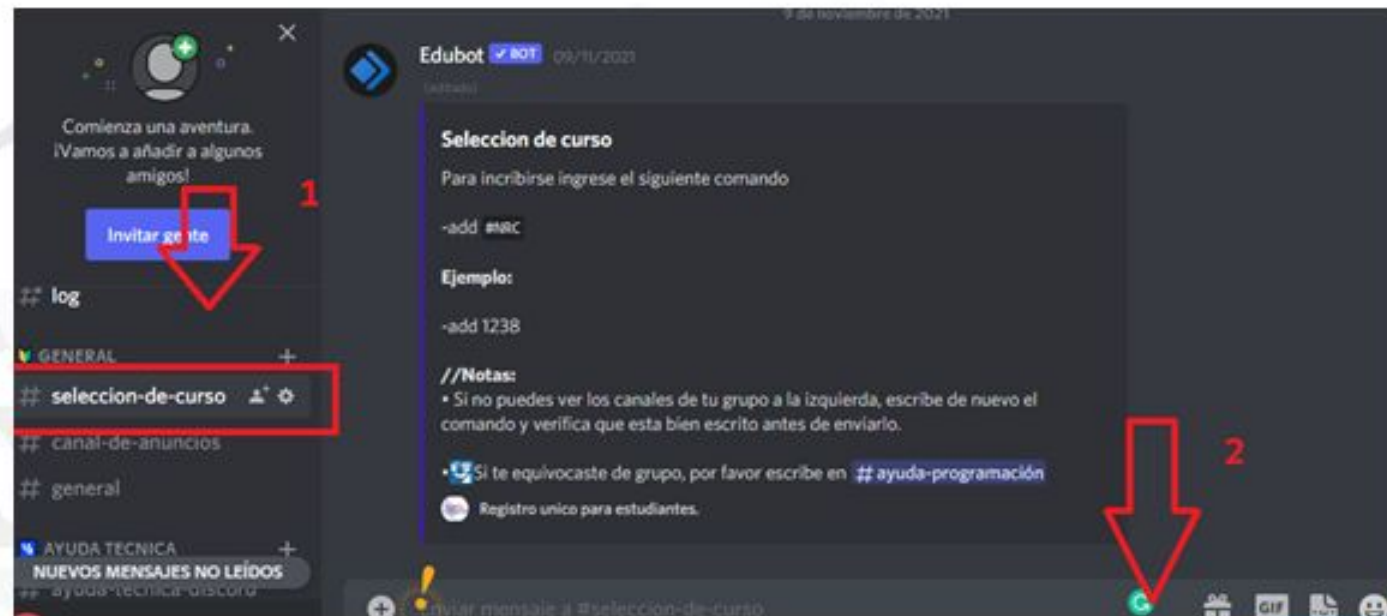 Comienza una aventura.
¡Vamos a añadir a algunos
amigos!
1
Invitar gente
log
GENERAL
seleccion-de-curso
canal-de-anuncios
general
AYUDA TECNICA
NUEVOS MENSAJES NO LEÍDOS
ayuda-tecnica-discord
9 de noviembre de 2021
Edubot ✓ BOT 09/11/2021
(editado)
Seleccion de curso
Para incribirse ingrese el siguiente comando
-add #NRC
Ejemplo:
-add 1238
//Notas:
• Si no puedes ver los canales de tu grupo a la izquierda, escribe de nuevo el
comando y verifica que esta bien escrito antes de enviarlo.
• Si te equivocaste de grupo, por favor escribe en # ayuda-programación
Registro unico para estudiantes.
2
Enviar mensaje a #seleccion-de-curso
GIF